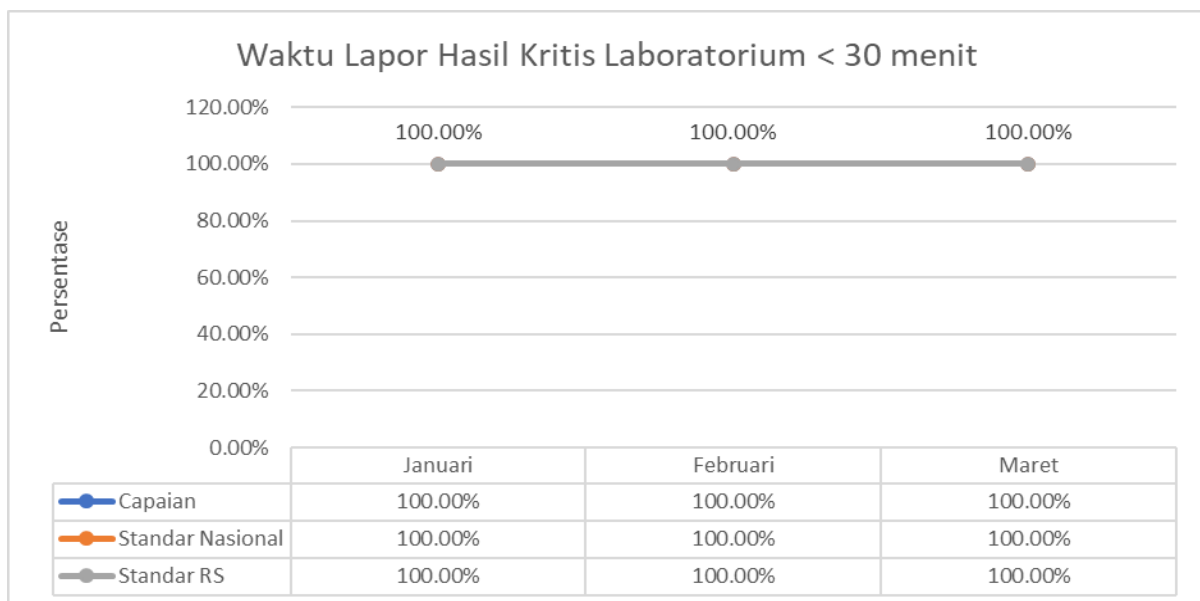 Waktu Lapor Hasil Kritis Laboratorium < 30 menit
120.00%
100.00% 100.00% 100.00%
100.00%
80.00%
60.00%
40.00%
20.00%
0.00%
Persentase
Januari Februari Maret
Capaian 100.00% 100.00% 100.00%
Standar Nasional 100.00% 100.00% 100.00%
Standar RS 100.00% 100.00% 100.00%